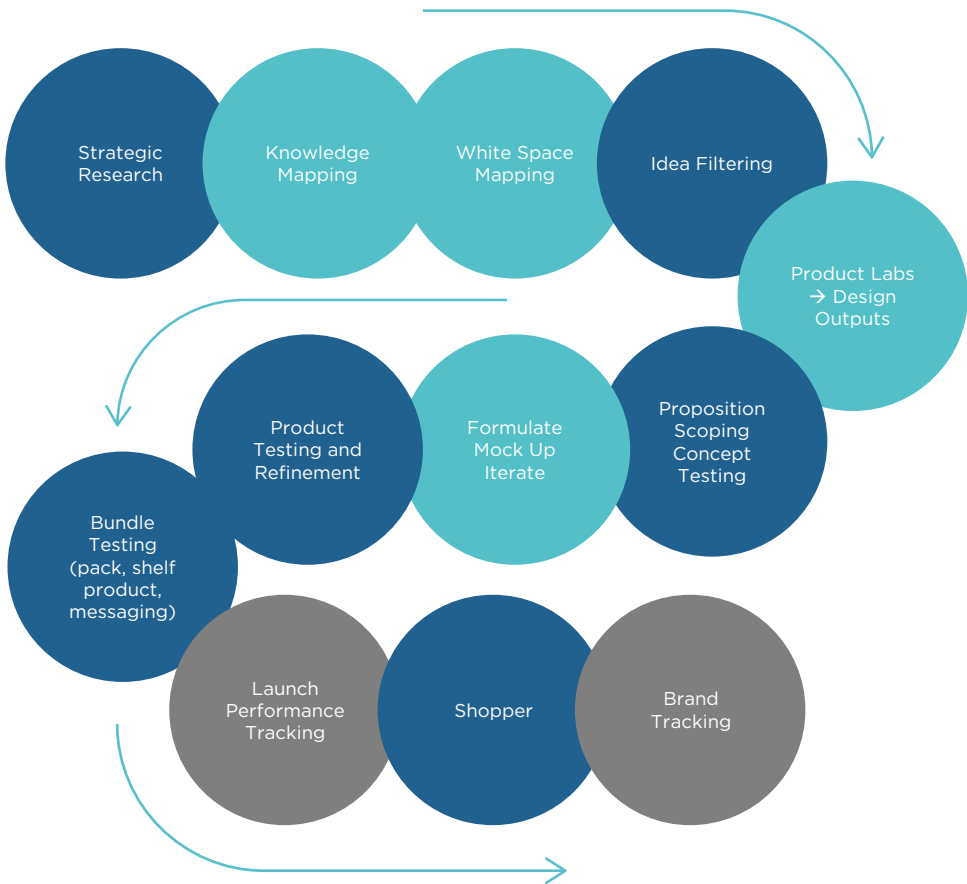 Strategic
Research
Knowledge
Mapping
White Space
Mapping
Idea Filtering
Product Labs
→ Design
Outputs
Proposition
Scoping
Concept
Testing
Formulate
Mock Up
Iterate
Product
Testing and
Refinement
Bundle
Testing
(pack, shelf
product,
messaging)
Launch
Performance
Tracking
Shopper
Brand
Tracking